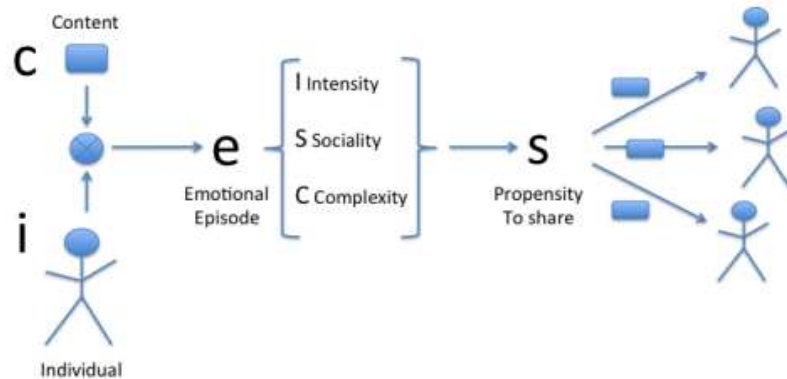 Content
c
I Intensity
S Sociality
C Complexity
e
Emotional
Episode
s
Propensity
To share
i
Individual